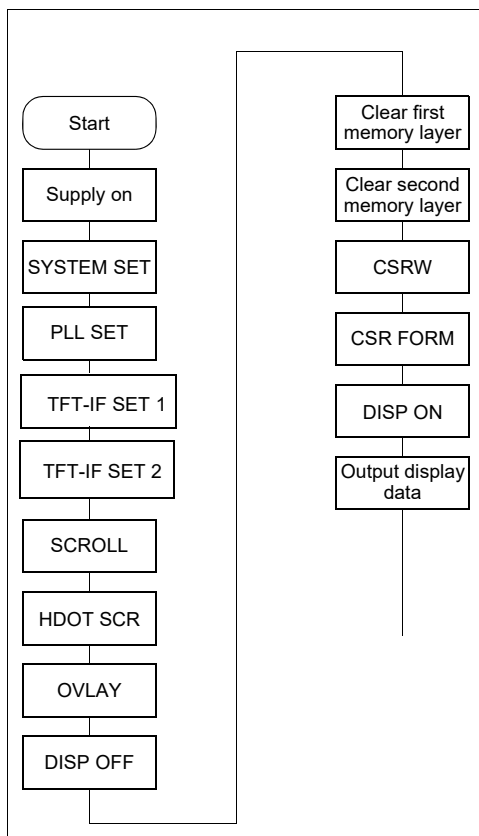 Start
Supply on
SYSTEM SET
PLL SET
TFT-IF SET 1
TFT-IF SET 2
SCROLL
HDOT SCR
OVLAY
DISP OFF
Clear first
memory layer
Clear second
memory layer
CSRW
CSR FORM
DISP ON
Output display
data